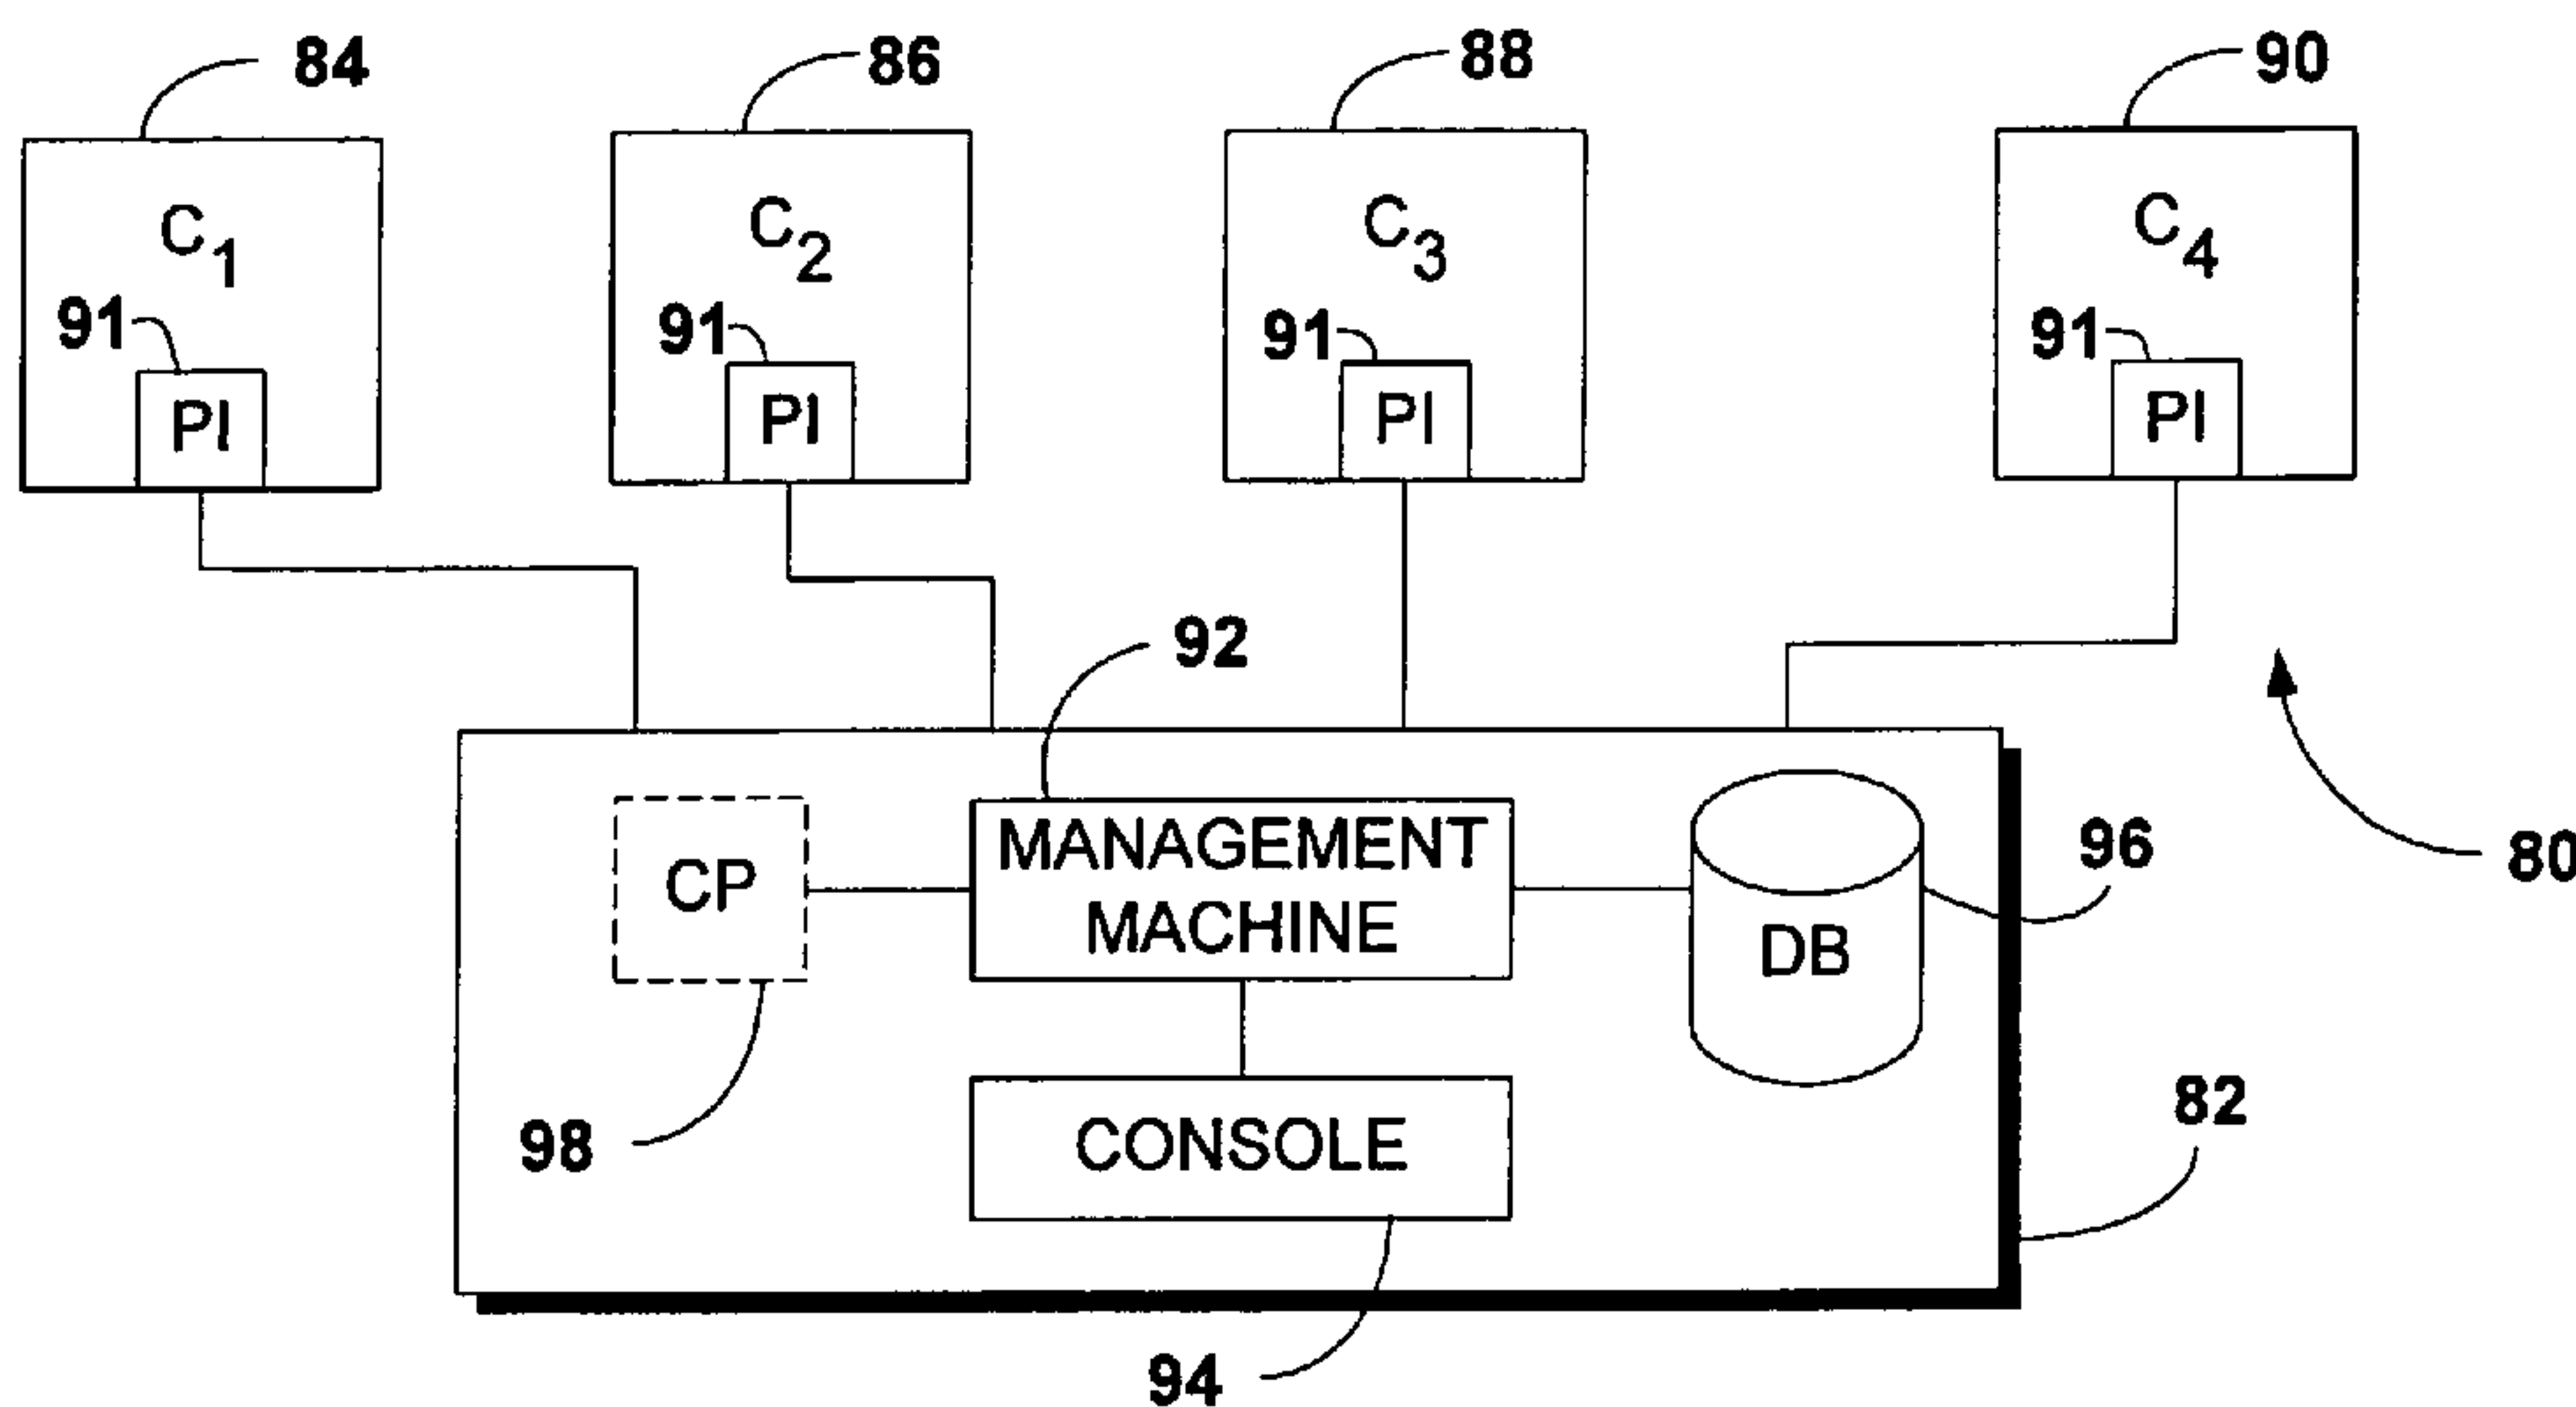 84
86
88
90
C1
C2
C3
C4
91
91
91
91
PI
PI
PI
PI
92
80
CP
MANAGEMENT
MACHINE
DB
96
CONSOLE
98
82
94